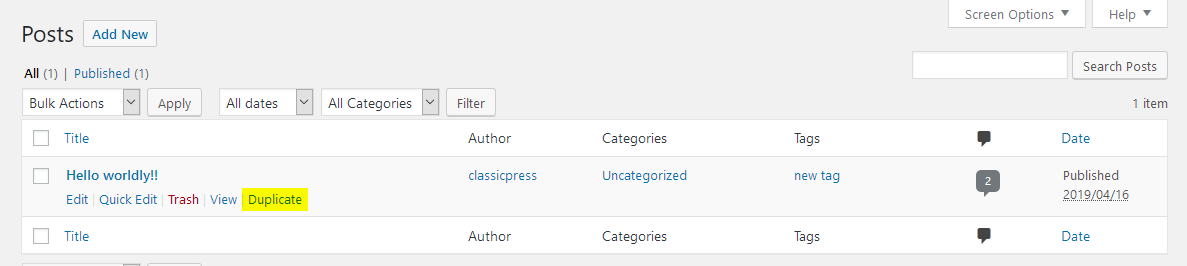 Screen Options Help
Posts Add New
All (1) | Published (1)
Search Posts
Bulk Actions Apply All dates All Categories Filter 1 item
Title Author Categories Tags Date
Hello worldly!! classicpress Uncategorized new tag 2 Published
Edit | Quick Edit | Trash | View | Duplicate 2019/04/16
Title Author Categories Tags Date